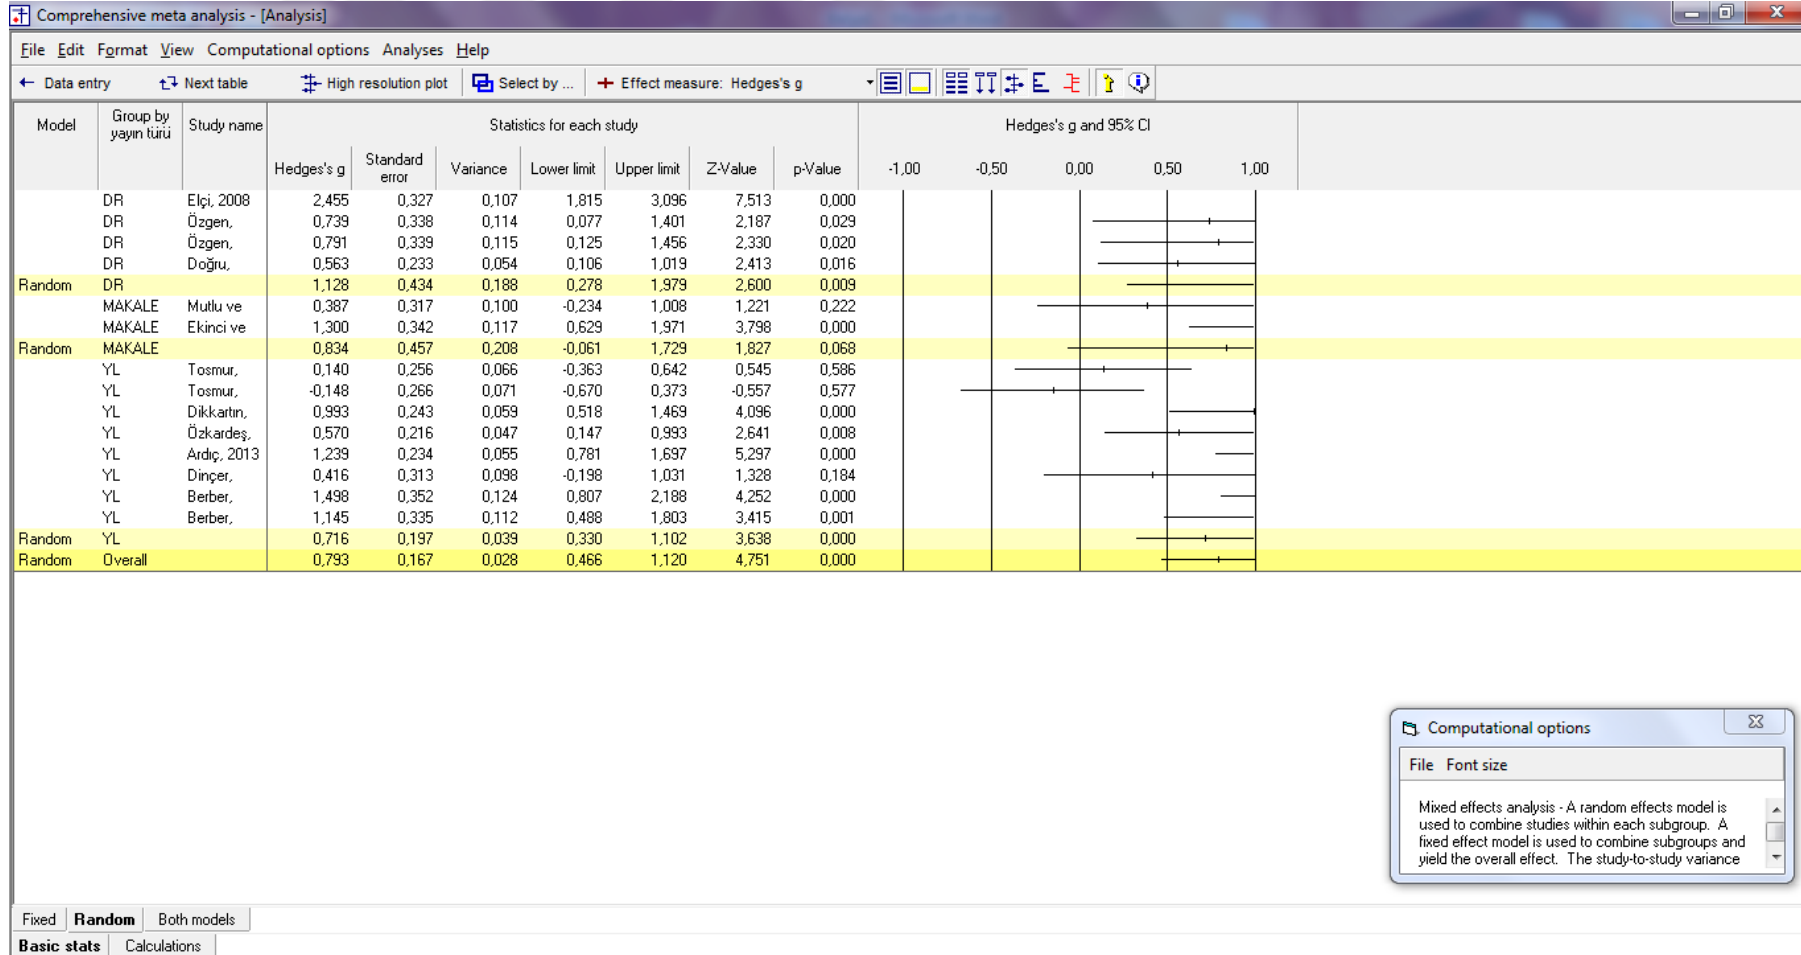 Comprehensive meta analysis - [Analysis]
File Edit Format View Computational options Analyses Help
← Data entry Next table High resolution plot Select by ... Effect measure: Hedges's g
Model Group by yayın türü Study name Statistics for each study Hedges's g and 95% CI
Hedges's g Standard error Variance Lower limit Upper limit Z-Value p-Value -1,00 -0,50 0,00 0,50 1,00
DR Elçi, 2008 2,455 0,327 0,107 1,815 3,096 7,513 0,000
DR Özgen, 0,739 0,338 0,114 0,077 1,401 2,187 0,029
DR Özgen, 0,791 0,339 0,115 0,125 1,456 2,330 0,020
DR Doğru, 0,563 0,233 0,054 0,106 1,019 2,413 0,016
Random DR 1,128 0,434 0,188 0,278 1,979 2,600 0,009
MAKALE Mutlu ve 0,387 0,317 0,100 -0,234 1,008 1,221 0,222
MAKALE Ekinci ve 1,300 0,342 0,117 0,629 1,971 3,798 0,000
Random MAKALE 0,834 0,457 0,208 -0,061 1,729 1,827 0,068
YL Tosmur, 0,140 0,256 0,066 -0,363 0,642 0,545 0,586
YL Tosmur, -0,148 0,266 0,071 -0,670 0,373 -0,557 0,577
YL Dikkartın, 0,993 0,243 0,059 0,518 1,469 4,096 0,000
YL Özkardeş, 0,570 0,216 0,047 0,147 0,993 2,641 0,008
YL Ardıç, 2013 1,239 0,234 0,055 0,781 1,697 5,297 0,000
YL Dinçer, 0,416 0,313 0,098 -0,198 1,031 1,328 0,184
YL Berber, 1,498 0,352 0,124 0,807 2,188 4,252 0,000
YL Berber, 1,145 0,335 0,112 0,488 1,803 3,415 0,001
Random YL 0,716 0,197 0,039 0,330 1,102 3,638 0,000
Random Overall 0,793 0,167 0,028 0,466 1,120 4,751 0,000
Computational options
File Font size
Mixed effects analysis - A random effects model is
used to combine studies within each subgroup. A
fixed effect model is used to combine subgroups and
yield the overall effect. The study-to-study variance
Fixed Random Both models
Basic stats Calculations